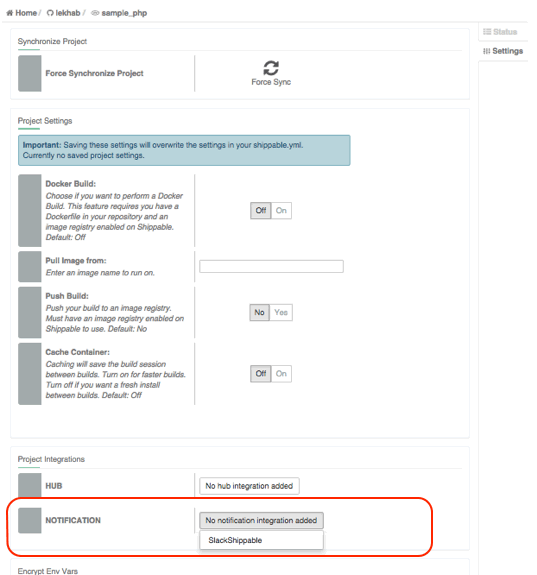 Home / lekhab / sample_php
Status
Settings
Synchronize Project
Force Synchronize Project
Force Sync
Project Settings
Important: Saving these settings will overwrite the settings in your shippable.yml.
Currently no saved project settings.
Docker Build:
Choose if you want to perform a Docker
Build. This feature requires you have a
Dockerfile in your repository and an
image registry enabled on Shippable.
Default: Off
Off On
Pull Image from:
Enter an image name to run on.
Push Build:
Push your build to an image registry.
Must have an image registry enabled on
Shippable to use. Default: No
No Yes
Cache Container:
Caching will save the build session
between builds. Turn on for faster builds.
Turn off if you want a fresh install
between builds. Default: Off
Off On
Project Integrations
HUB
No hub integration added
NOTIFICATION
No notification integration added
SlackShippable
Encrypt Env Vars